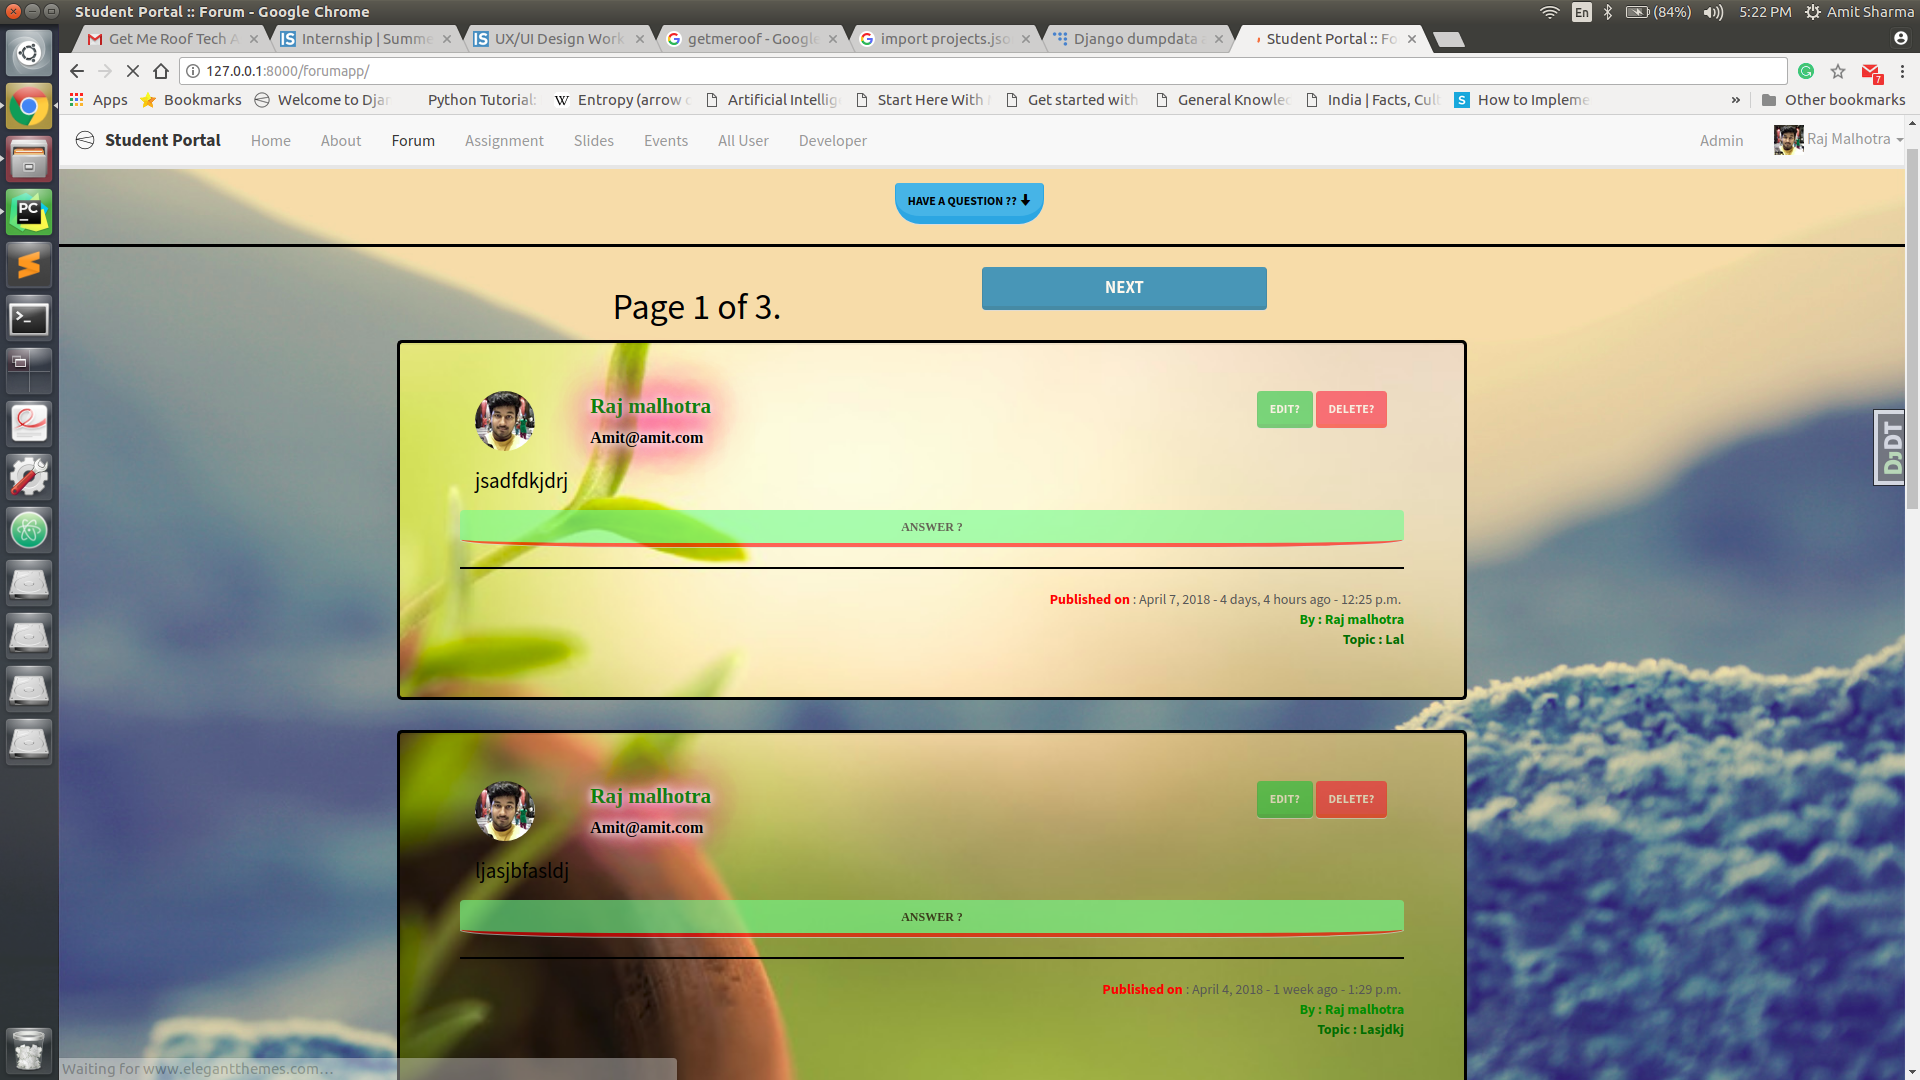 Student Portal :: Forum - Google Chrome
En
(84%)
5:22 PM
Amit Sharma
Get Me Roof Tech A
Internship | Summe
UX/UI Design Work
getmeroof - Google
import projects.jso
Django dumpdata
Student Portal :: Fo
127.0.0.1:8000/forumapp/
7
Apps
Bookmarks
Welcome to Djan
Python Tutorial:
W Entropy (arrow o
Artificial Intellig
Start Here With
Get started with
General Knowled
India | Facts, Cult
S How to Impleme
»
Other bookmarks
Student Portal
Home
About
Forum
Assignment
Slides
Events
All User
Developer
Admin
Raj Malhotra
HAVE A QUESTION ??
NEXT
Page 1 of 3.
Raj malhotra
Amit@amit.com
EDIT?
DELETE?
jsadfdkjdrj
ANSWER ?
Published on : April 7, 2018 - 4 days, 4 hours ago - 12:25 p.m.
By : Raj malhotra
Topic : Lal
DJDT
Raj malhotra
Amit@amit.com
EDIT?
DELETE?
ljasjbfasldj
ANSWER ?
Published on : April 4, 2018 - 1 week ago - 1:29 p.m.
By : Raj malhotra
Topic : Lasjdkj
Waiting for www.elegantthemes.com...
PC